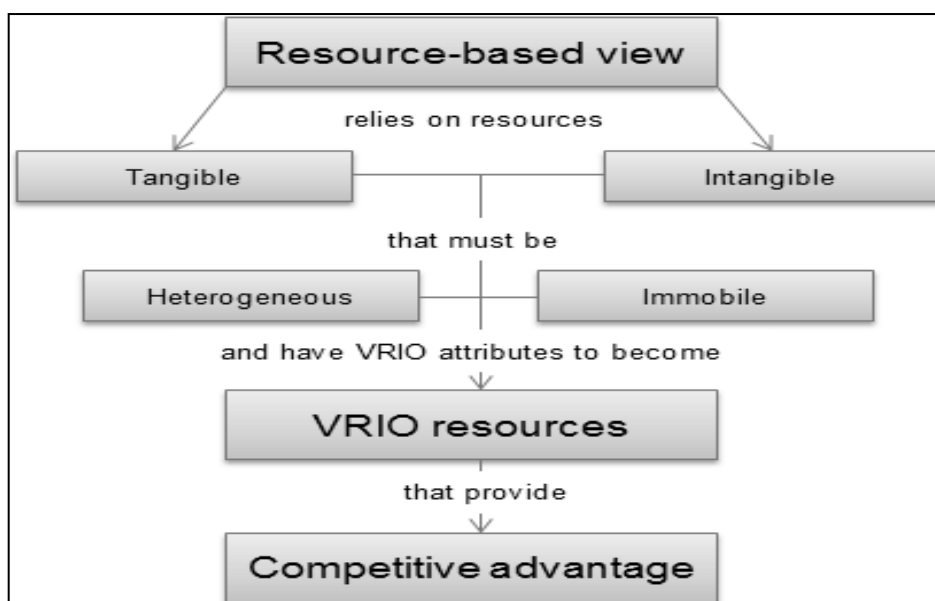 Resource-based view
relies on resources
Tangible
Intangible
that must be
Heterogeneous
Immobile
and have VRIO attributes to become
VRIO resources
that provide
Competitive advantage